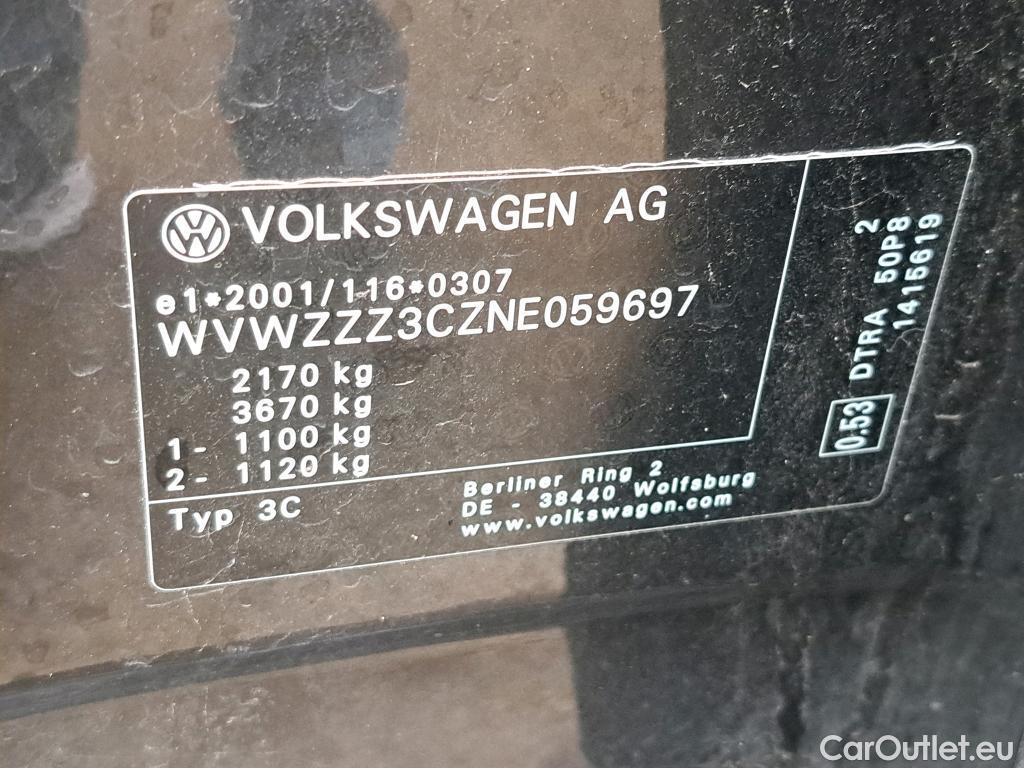 VOLKSWAGEN AG
e1*2001/116*0307
WVWZZZ3CZNE059697
2170 kg
3670 kg
1- 1100 kg
2- 1120 kg
Typ 3C
Berliner Ring 2
DE - 38440 Wolfsburg
www.volkswagen.com
0.53
DTRA 50P8
2
1415619
CarOutlet.eu